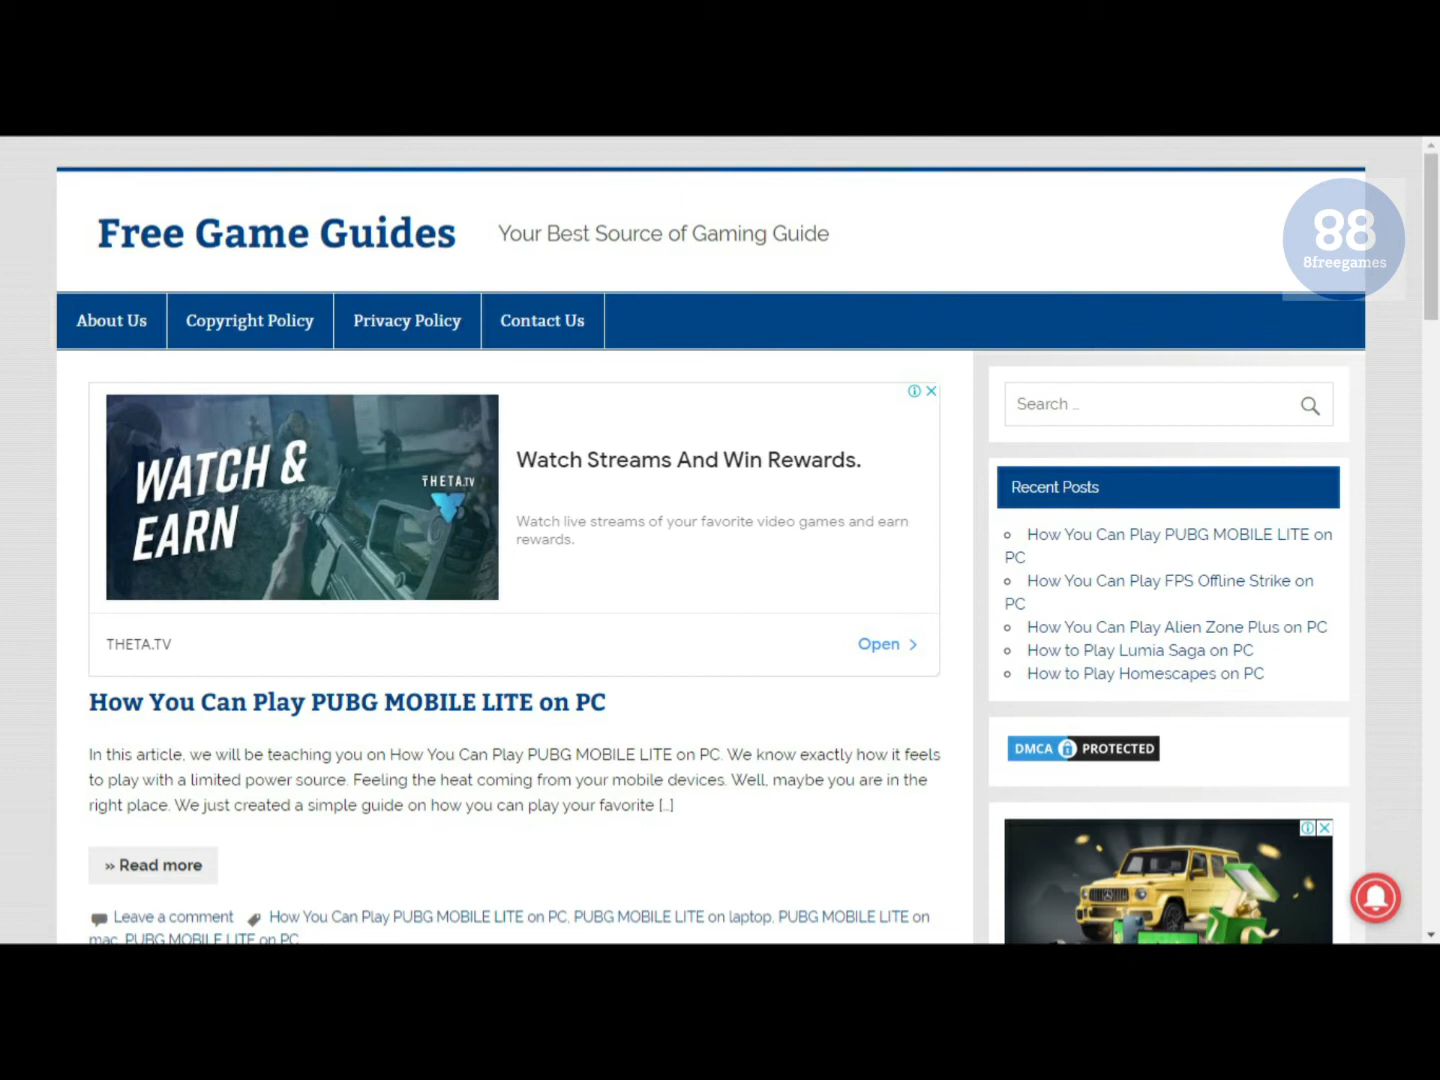 Free Game Guides
Your Best Source of Gaming Guide
88
8freegames
About Us
Copyright Policy
Privacy Policy
Contact Us
WATCH &
EARN
THETA.TV
Watch Streams And Win Rewards.
Watch live streams of your favorite video games and earn
rewards.
THETA.TV
Open
How You Can Play PUBG MOBILE LITE on PC
In this article, we will be teaching you on How You Can Play PUBG MOBILE LITE on PC. We know exactly how it feels
to play with a limited power source. Feeling the heat coming from your mobile devices. Well, maybe you are in the
right place. We just created a simple guide on how you can play your favorite [...]
» Read more
Leave a comment
How You Can Play PUBG MOBILE LITE on PC, PUBG MOBILE LITE on laptop, PUBG MOBILE LITE on
mac, PUBG MOBILE LITE on PC
Search …
Recent Posts
How You Can Play PUBG MOBILE LITE on
PC
How You Can Play FPS Offline Strike on
PC
How You Can Play Alien Zone Plus on PC
How to Play Lumia Saga on PC
How to Play Homescapes on PC
DMCA PROTECTED